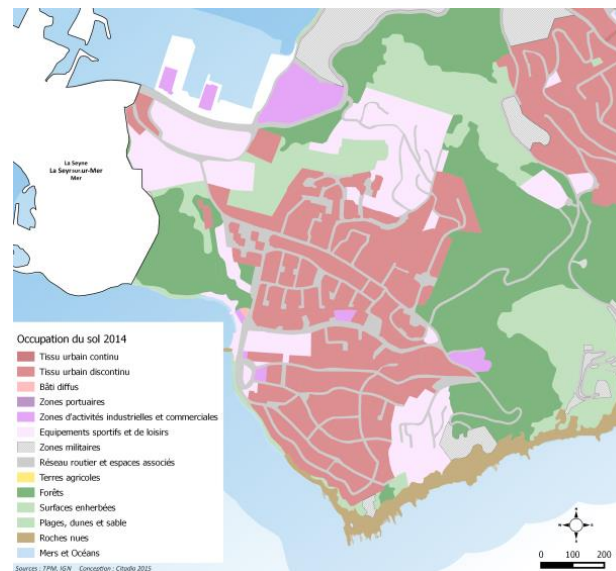 La Seyne
La Seyn sur-ur-Mer
Mer
Occupation du sol 2014
Tissu urbain continu
Tissu urbain discontinu
Bâti diffus
Zones portuaires
Zones d'activités industrielles et commerciales
Equipements sportifs et de loisirs
Zones militaires
Réseau routier et espaces associés
Terres agricoles
Forêts
Surfaces enherbées
Plages, dunes et sable
Roches nues
Mers et Océans
0 100 200
Sources : TPM, IGN Conception : Citadia 2015